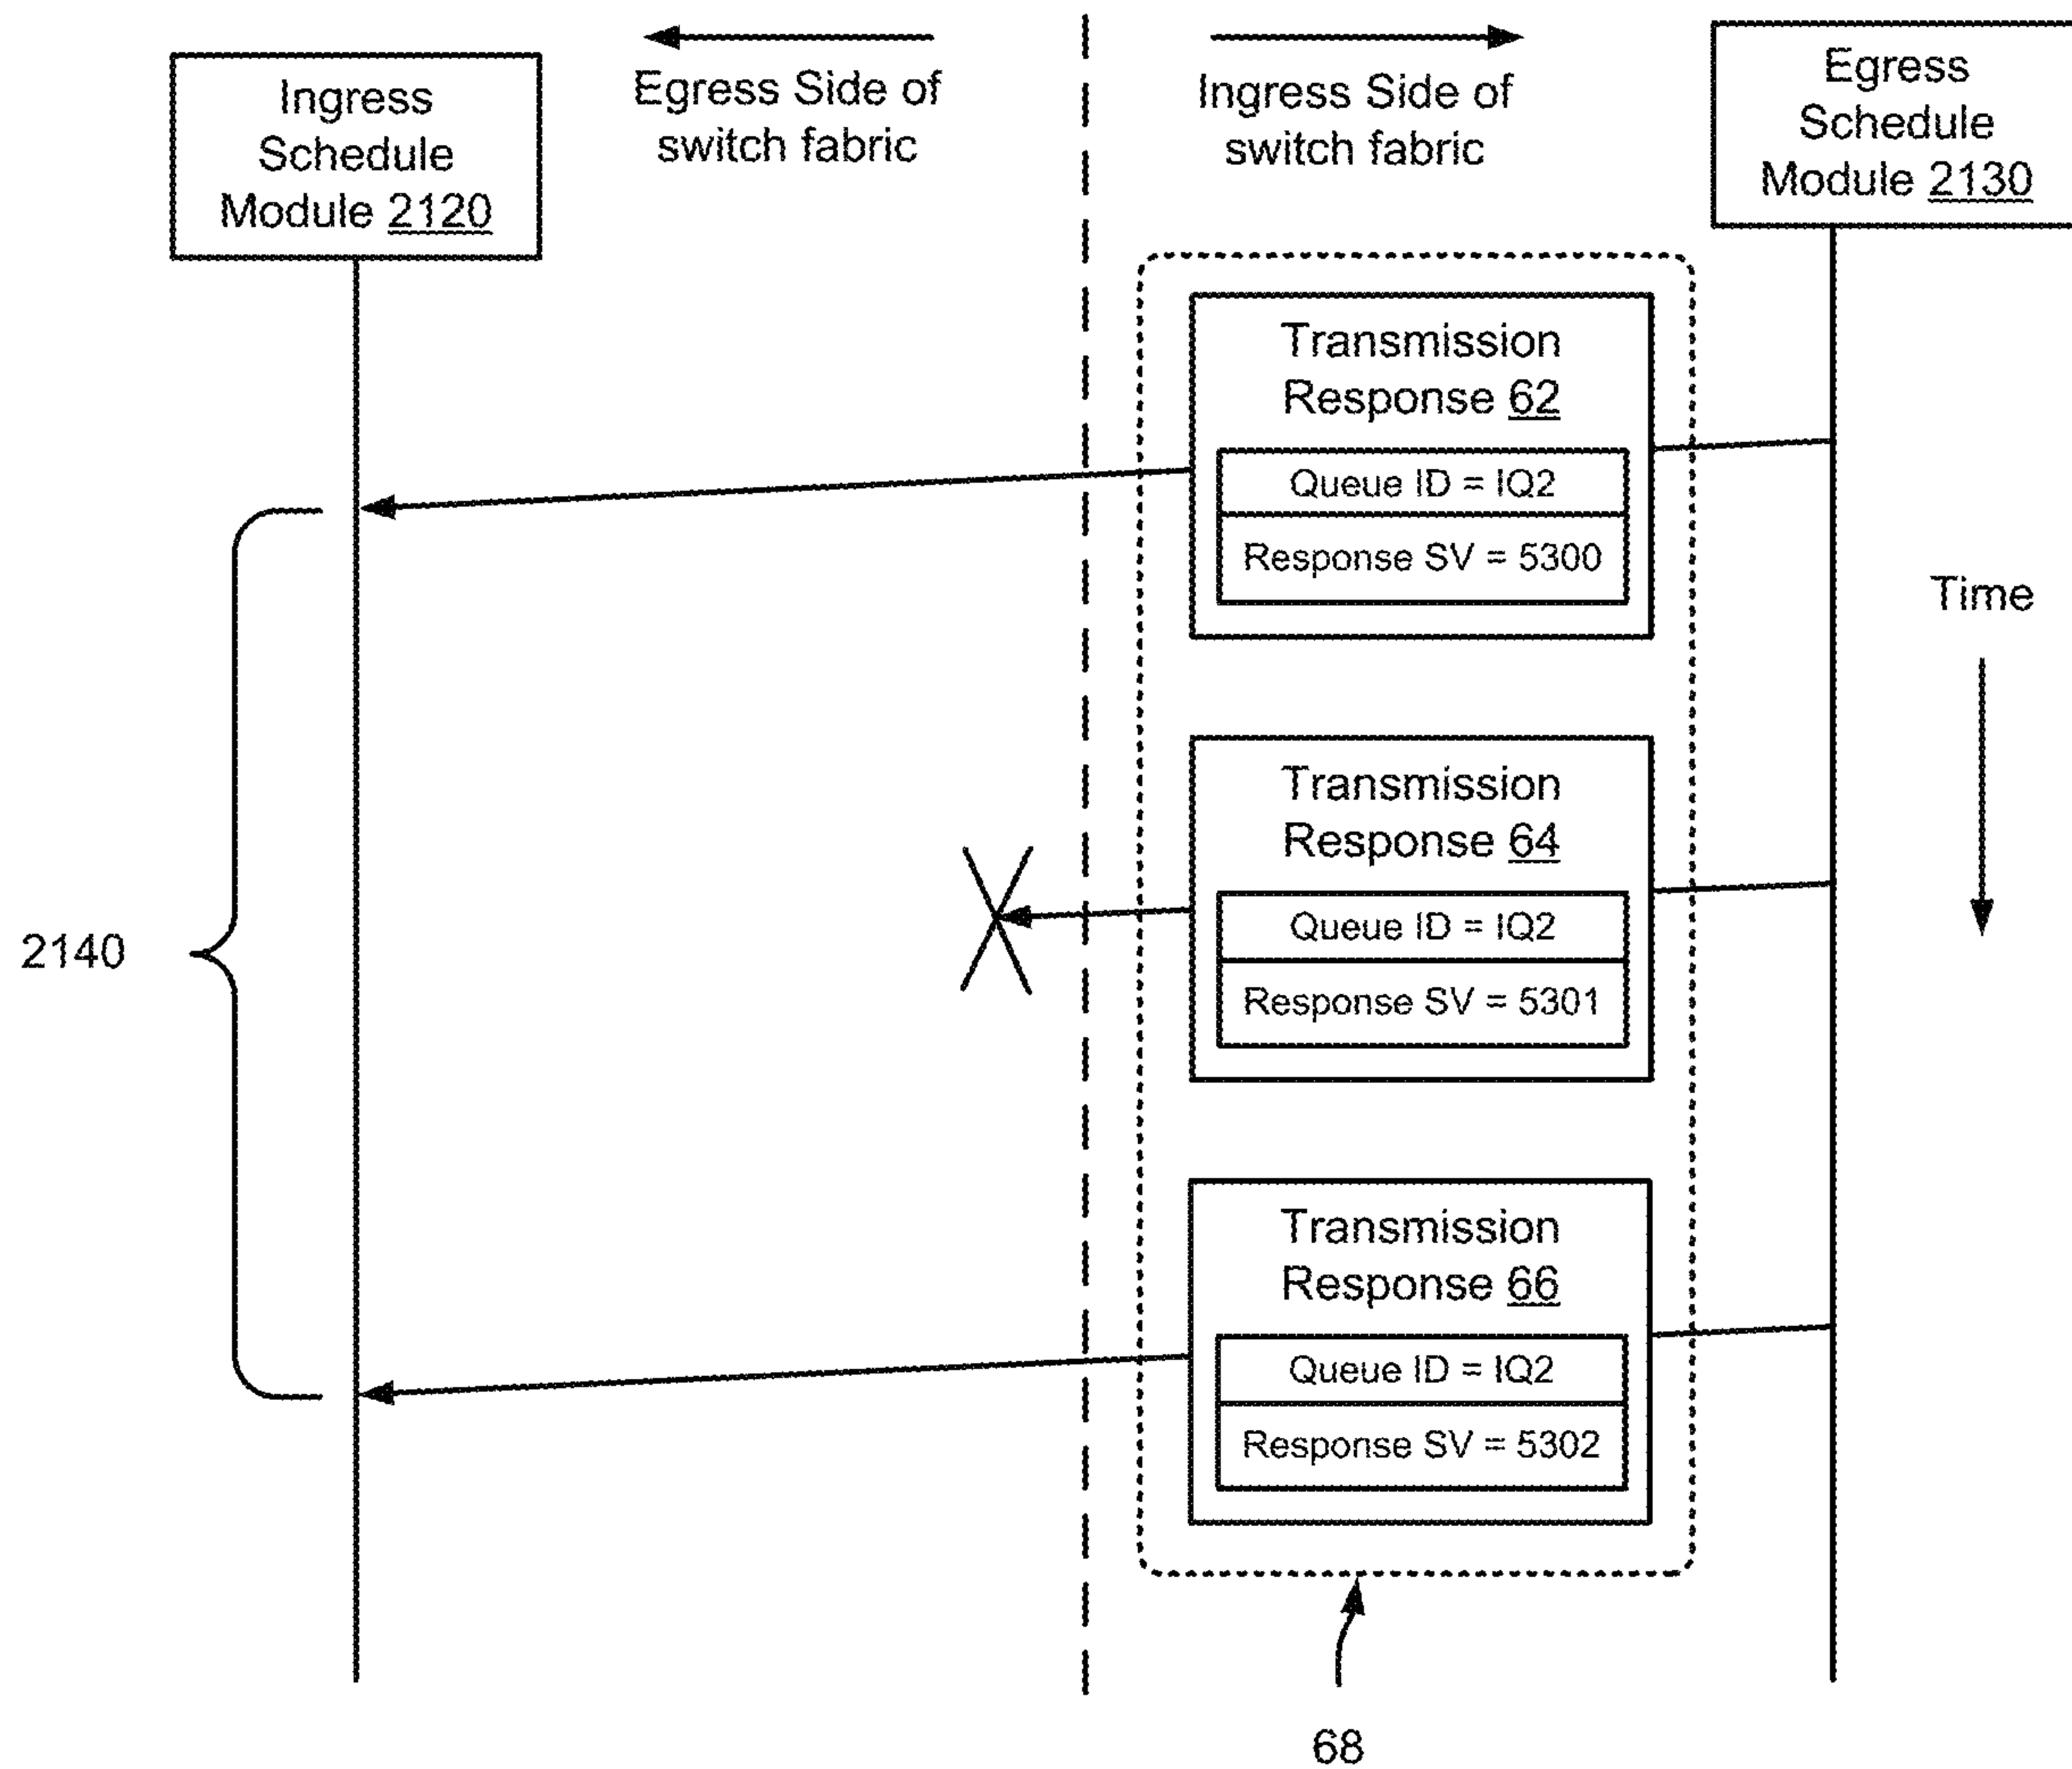 Ingress
Schedule
Module 2120
Egress Side of
switch fabric
Ingress Side of
switch fabric
Egress
Schedule
Module 2130
Transmission
Response 62
Queue ID = IQ2
Response SV = 5300
Time
Transmission
Response 64
Queue ID = IQ2
Response SV = 5301
2140
Transmission
Response 66
Queue ID = IQ2
Response SV = 5302
68